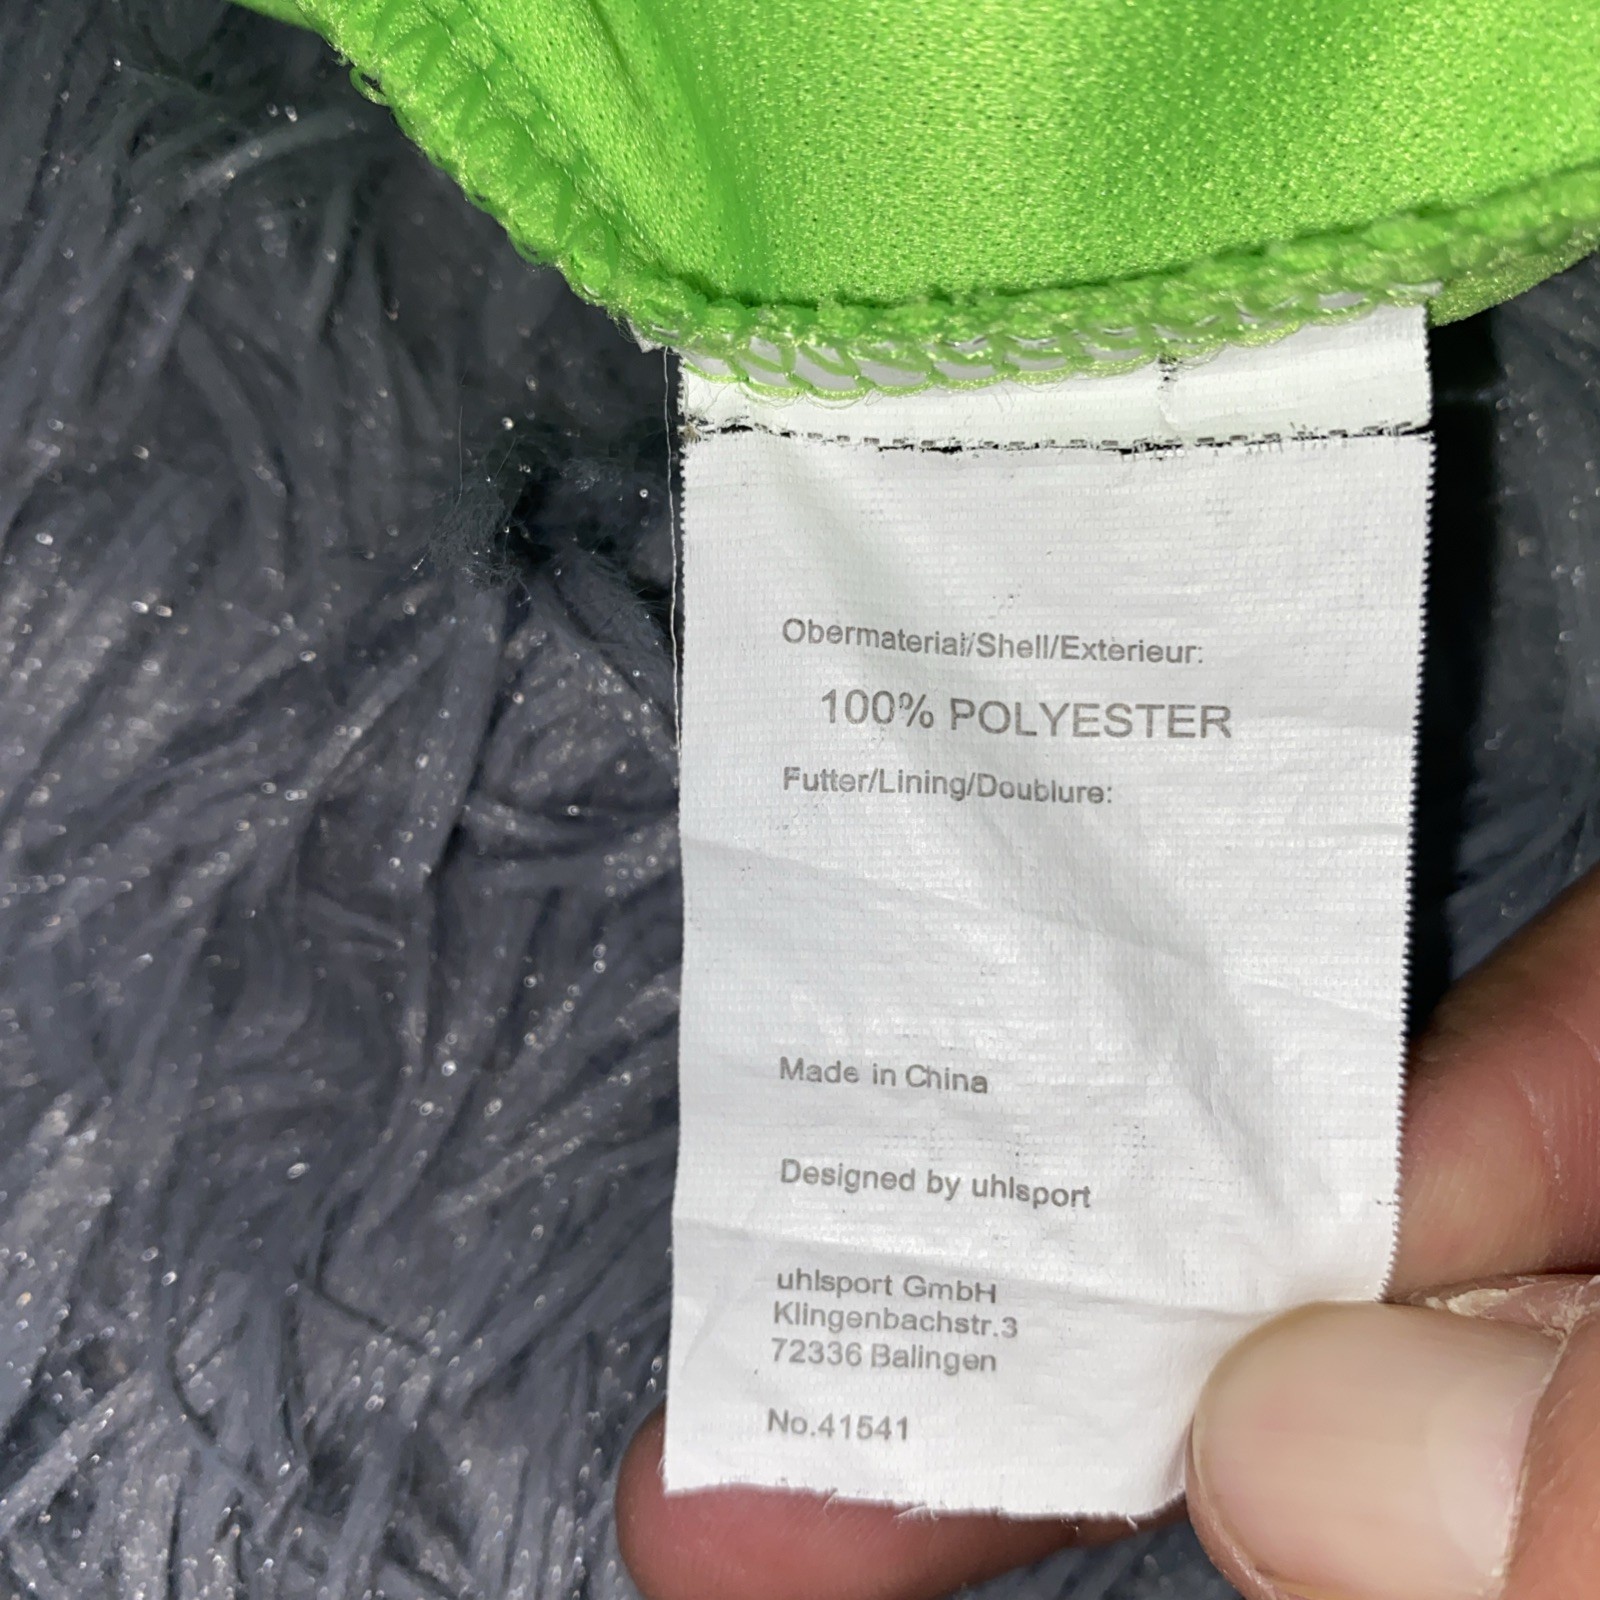 Obermaterial/Shell/Exterieur:
100% POLYESTER
Futter/Lining/Doublure:
Made in China
Designed by uhlsport
uhlsport GmbH
Klingenbachstr.3
72336 Balingen
No.41541